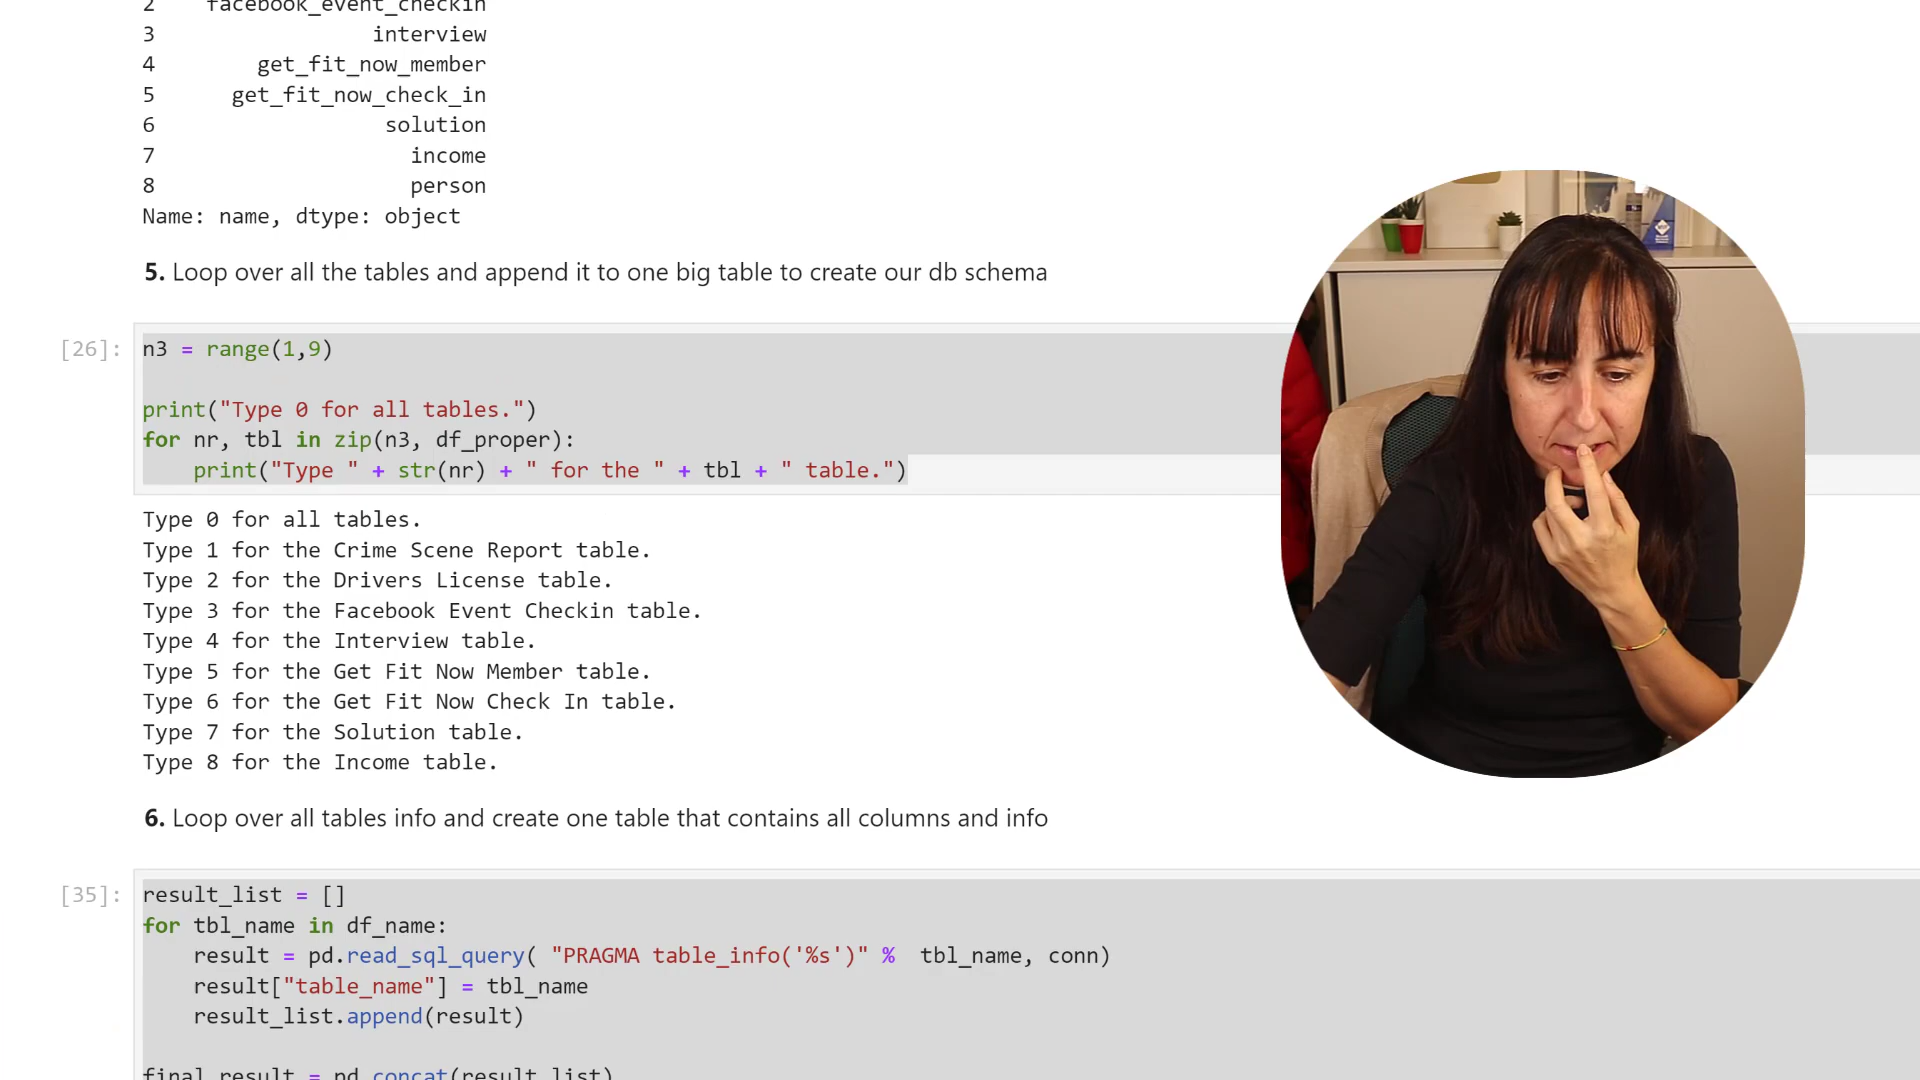 2    facebook_event_checkin
3                 interview
4        get_fit_now_member
5      get_fit_now_check_in
6                  solution
7                    income
8                    person
Name: name, dtype: object
5. Loop over all the tables and append it to one big table to create our db schema
[26]: n3 = range(1,9)
print("Type 0 for all tables.")
for nr, tbl in zip(n3, df_proper):
    print("Type " + str(nr) + " for the " + tbl + " table.")
Type 0 for all tables.
Type 1 for the Crime Scene Report table.
Type 2 for the Drivers License table.
Type 3 for the Facebook Event Checkin table.
Type 4 for the Interview table.
Type 5 for the Get Fit Now Member table.
Type 6 for the Get Fit Now Check In table.
Type 7 for the Solution table.
Type 8 for the Income table.
6. Loop over all tables info and create one table that contains all columns and info
[35]: result_list = []
for tbl_name in df_name:
    result = pd.read_sql_query( "PRAGMA table_info('%s')" %  tbl_name, conn)
    result["table_name"] = tbl_name
    result_list.append(result)
final_result = pd.concat(result_list)